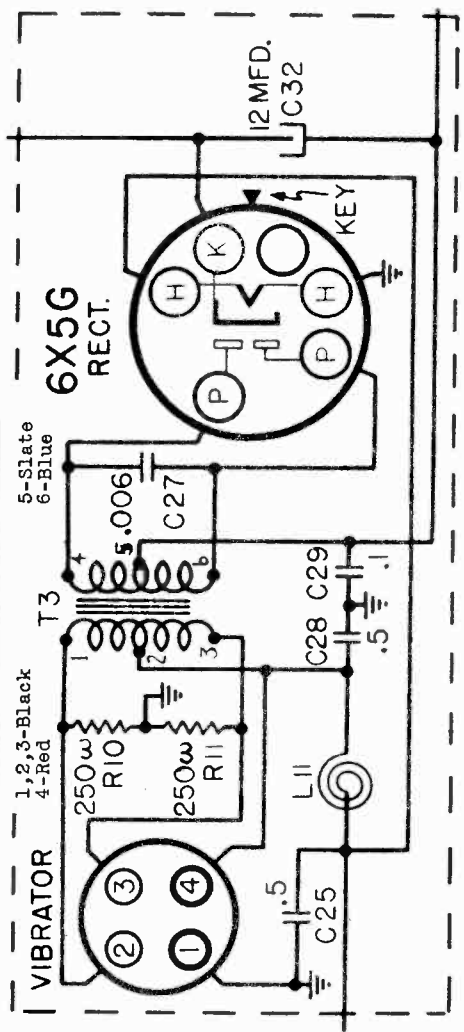 VIBRATOR
1,2,3-Black
4-Red
5-Slate
6-Blue
6X5G
RECT.
T3
1
2
3
4
5
6
250ω
R10
250ω
R11
.006
C27
2
3
1
4
P
P
H
H
K
KEY
12 MFD.
C32
.5
C25
L11
C28
.5
C29
.1